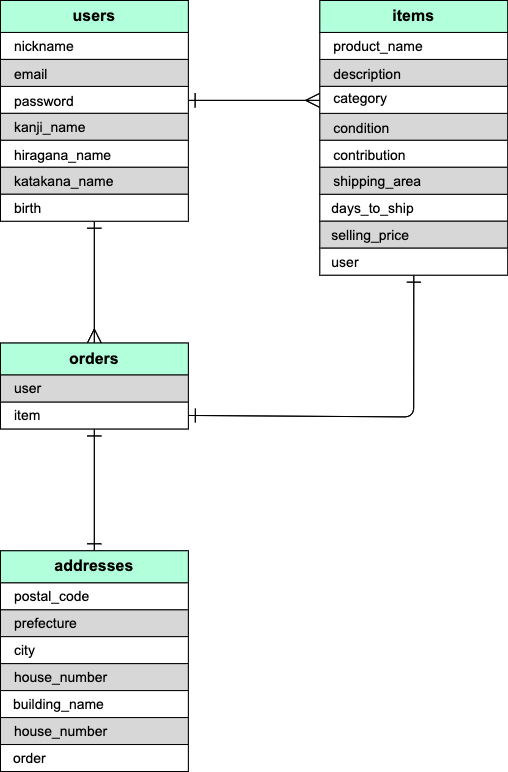 users
nickname
email
password
kanji_name
hiragana_name
katakana_name
birth
items
product_name
description
category
condition
contribution
shipping_area
days_to_ship
selling_price
user
orders
user
item
addresses
postal_code
prefecture
city
house_number
building_name
house_number
order